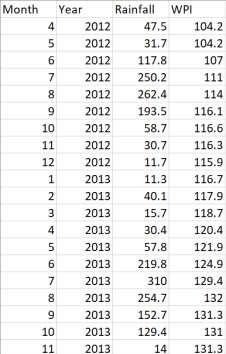 Month Year Rainfall WPI
4 2012 47.5 104.2
5 2012 31.7 104.2
6 2012 117.8 107
7 2012 250.2 111
8 2012 262.4 114
9 2012 193.5 116.1
10 2012 58.7 116.6
11 2012 30.7 116.3
12 2012 11.7 115.9
1 2013 11.3 116.7
2 2013 40.1 117.9
3 2013 15.7 118.7
4 2013 30.4 120.4
5 2013 57.8 121.9
6 2013 219.8 124.9
7 2013 310 129.4
8 2013 254.7 132
9 2013 152.7 131.3
10 2013 129.4 131
11 2013 14 131.3